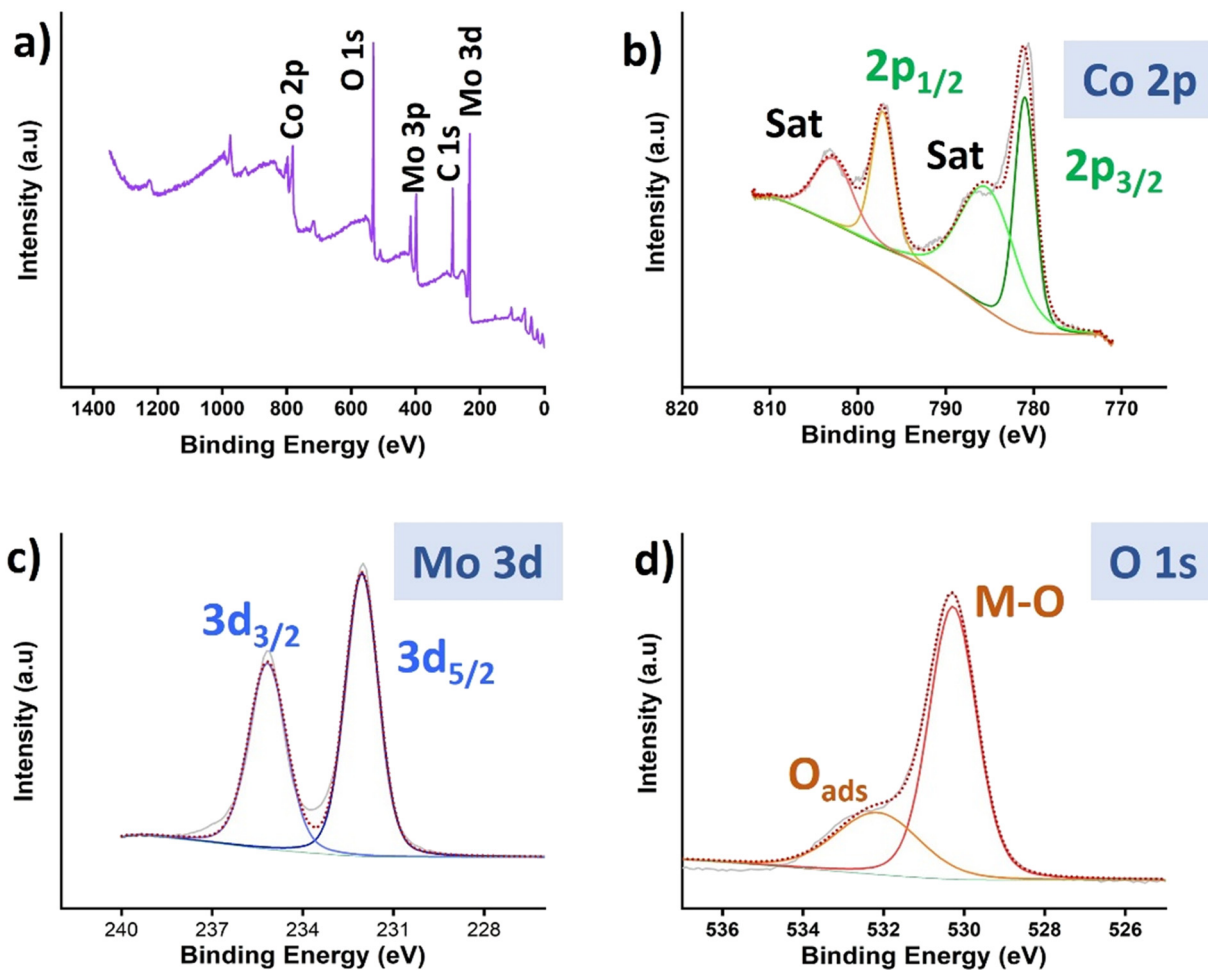 a)
Intensity (a.u)
Co 2p
O 1s
Mo 3p
C 1s
Mo 3d
1400 1200 1000 800 600 400 200 0
Binding Energy (eV)
b)
Intensity (a.u)
Sat
2p1/2
Sat
2p3/2
Co 2p
820 810 800 790 780 770
Binding Energy (eV)
c)
Intensity (a.u)
3d3/2
3d5/2
Mo 3d
240 237 234 231 228
Binding Energy (eV)
d)
Intensity (a.u)
Oads
M-O
O 1s
536 534 532 530 528 526
Binding Energy (eV)